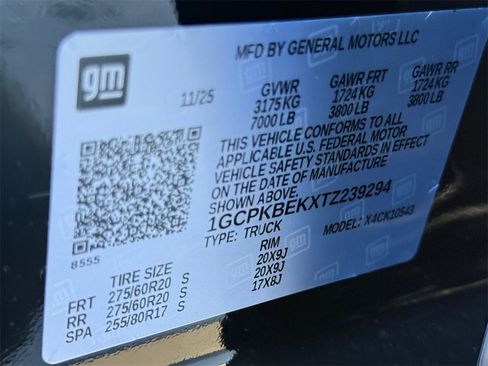 MFD BY GENERAL MOTORS LLC
gm
11/25
GVWR GAWR FRT GAWR RR
3175KG 1724KG 1724KG
7000 LB 3800 LB 3800 LB
THIS VEHICLE CONFORMS TO ALL
APPLICABLE U.S. FEDERAL MOTOR
VEHICLE SAFETY STANDARDS IN EFFECT
ON THE DATE OF MANUFACTURE
SHOWN ABOVE.
1GCPKBEKXTZ239294
TYPE: TRUCK MODEL: X4CK10543
8555
TIRE SIZE RIM
FRT 275/60R20 S 20X9J
RR 275/60R20 S 20X9J
SPA 255/80R17 S 17X8J